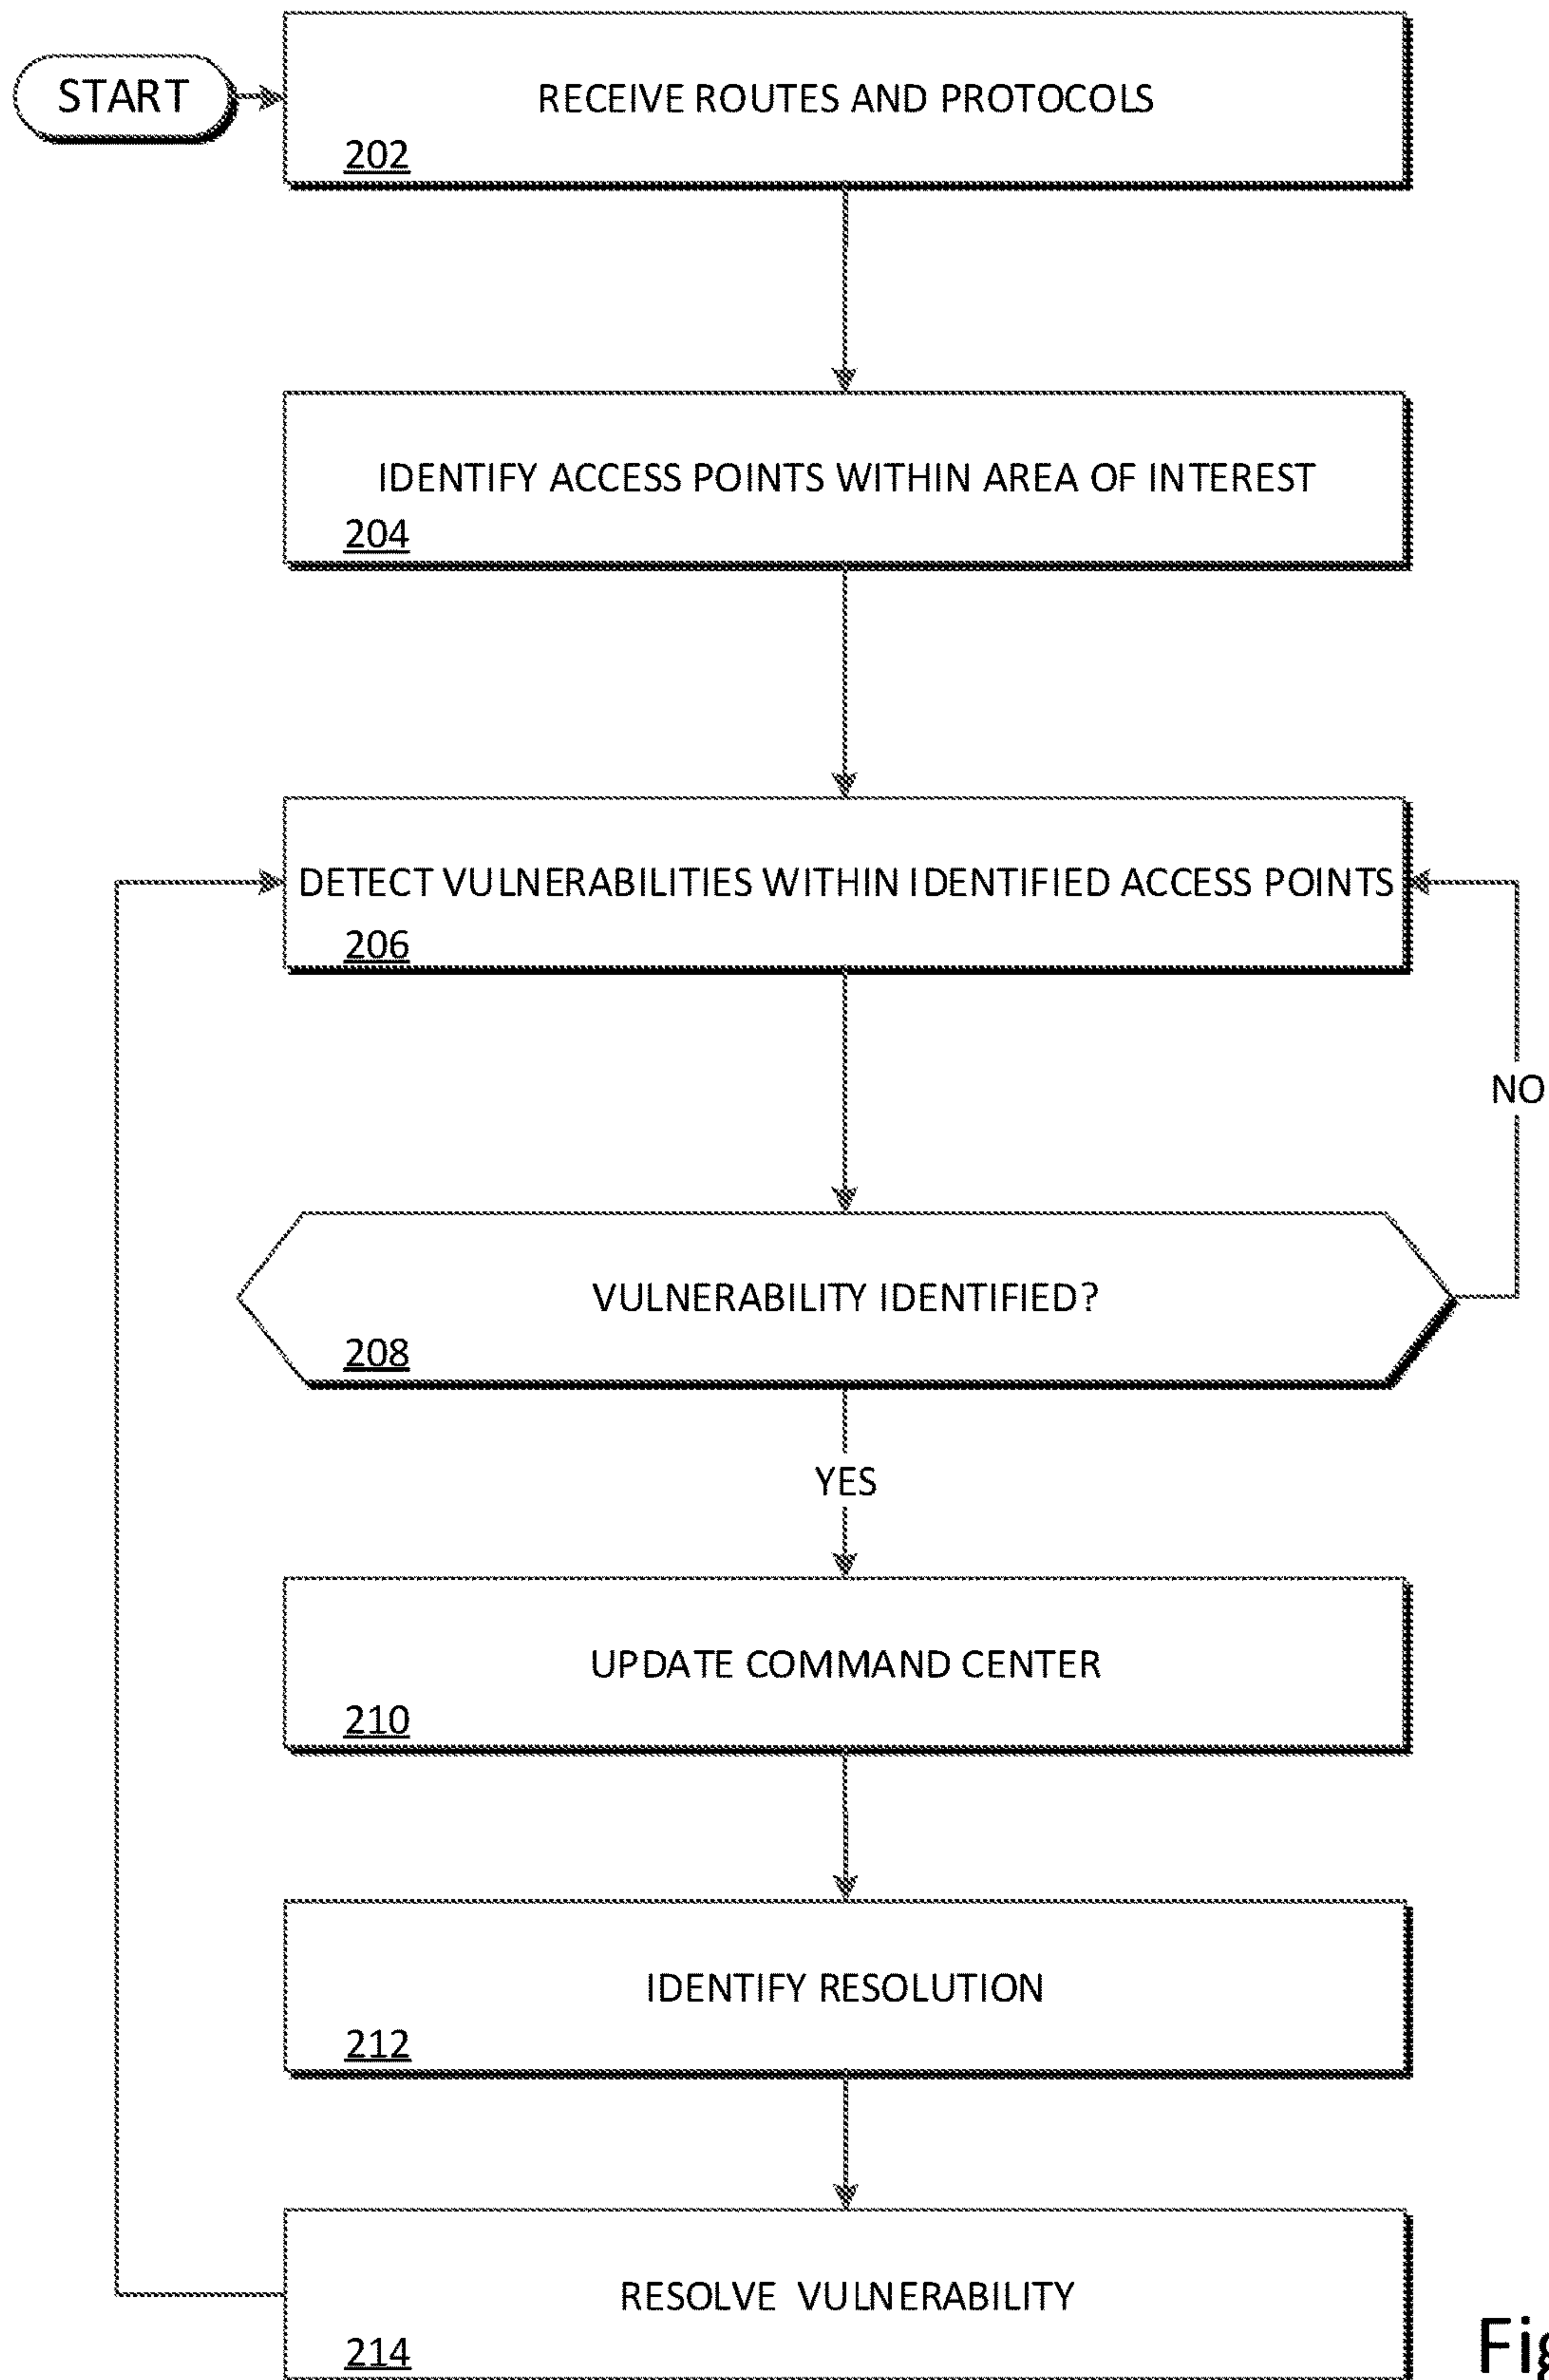 START
RECEIVE ROUTES AND PROTOCOLS
202
IDENTIFY ACCESS POINTS WITHIN AREA OF INTEREST
204
DETECT VULNERABILITIES WITHIN IDENTIFIED ACCESS POINTS
206
NO
VULNERABILITY IDENTIFIED?
208
YES
UPDATE COMMAND CENTER
210
IDENTIFY RESOLUTION
212
RESOLVE VULNERABILITY
214